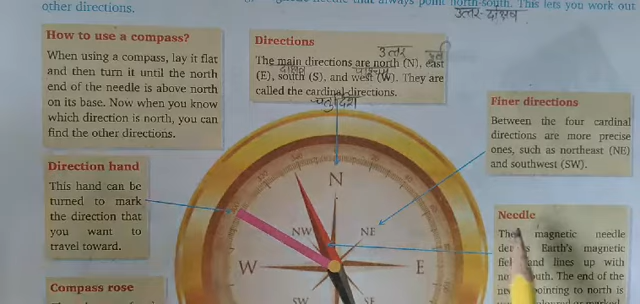 other directions.
needle that always point north-south. This lets you work out
उत्तर-दक्षिण
How to use a compass?
When using a compass, lay it flat
and then turn it until the north
end of the needle is above north
on its base. Now when you know
which direction is north, you can
find the other directions.
Directions
उत्तर
The main directions are north (N), east
(E), south (S), and west (W). They are
called the cardinal directions.
Finer directions
Between the four cardinal
directions are more precise
ones, such as northeast (NE)
and southwest (SW).
Direction hand
This hand can be
turned to mark
the direction that
you want to
travel toward.
N
NW
NE
W
E
SW
SE
Needle
magnetic needle
Earth's magnetic
and lines up with
The end of the
pointing to north is
Compass rose